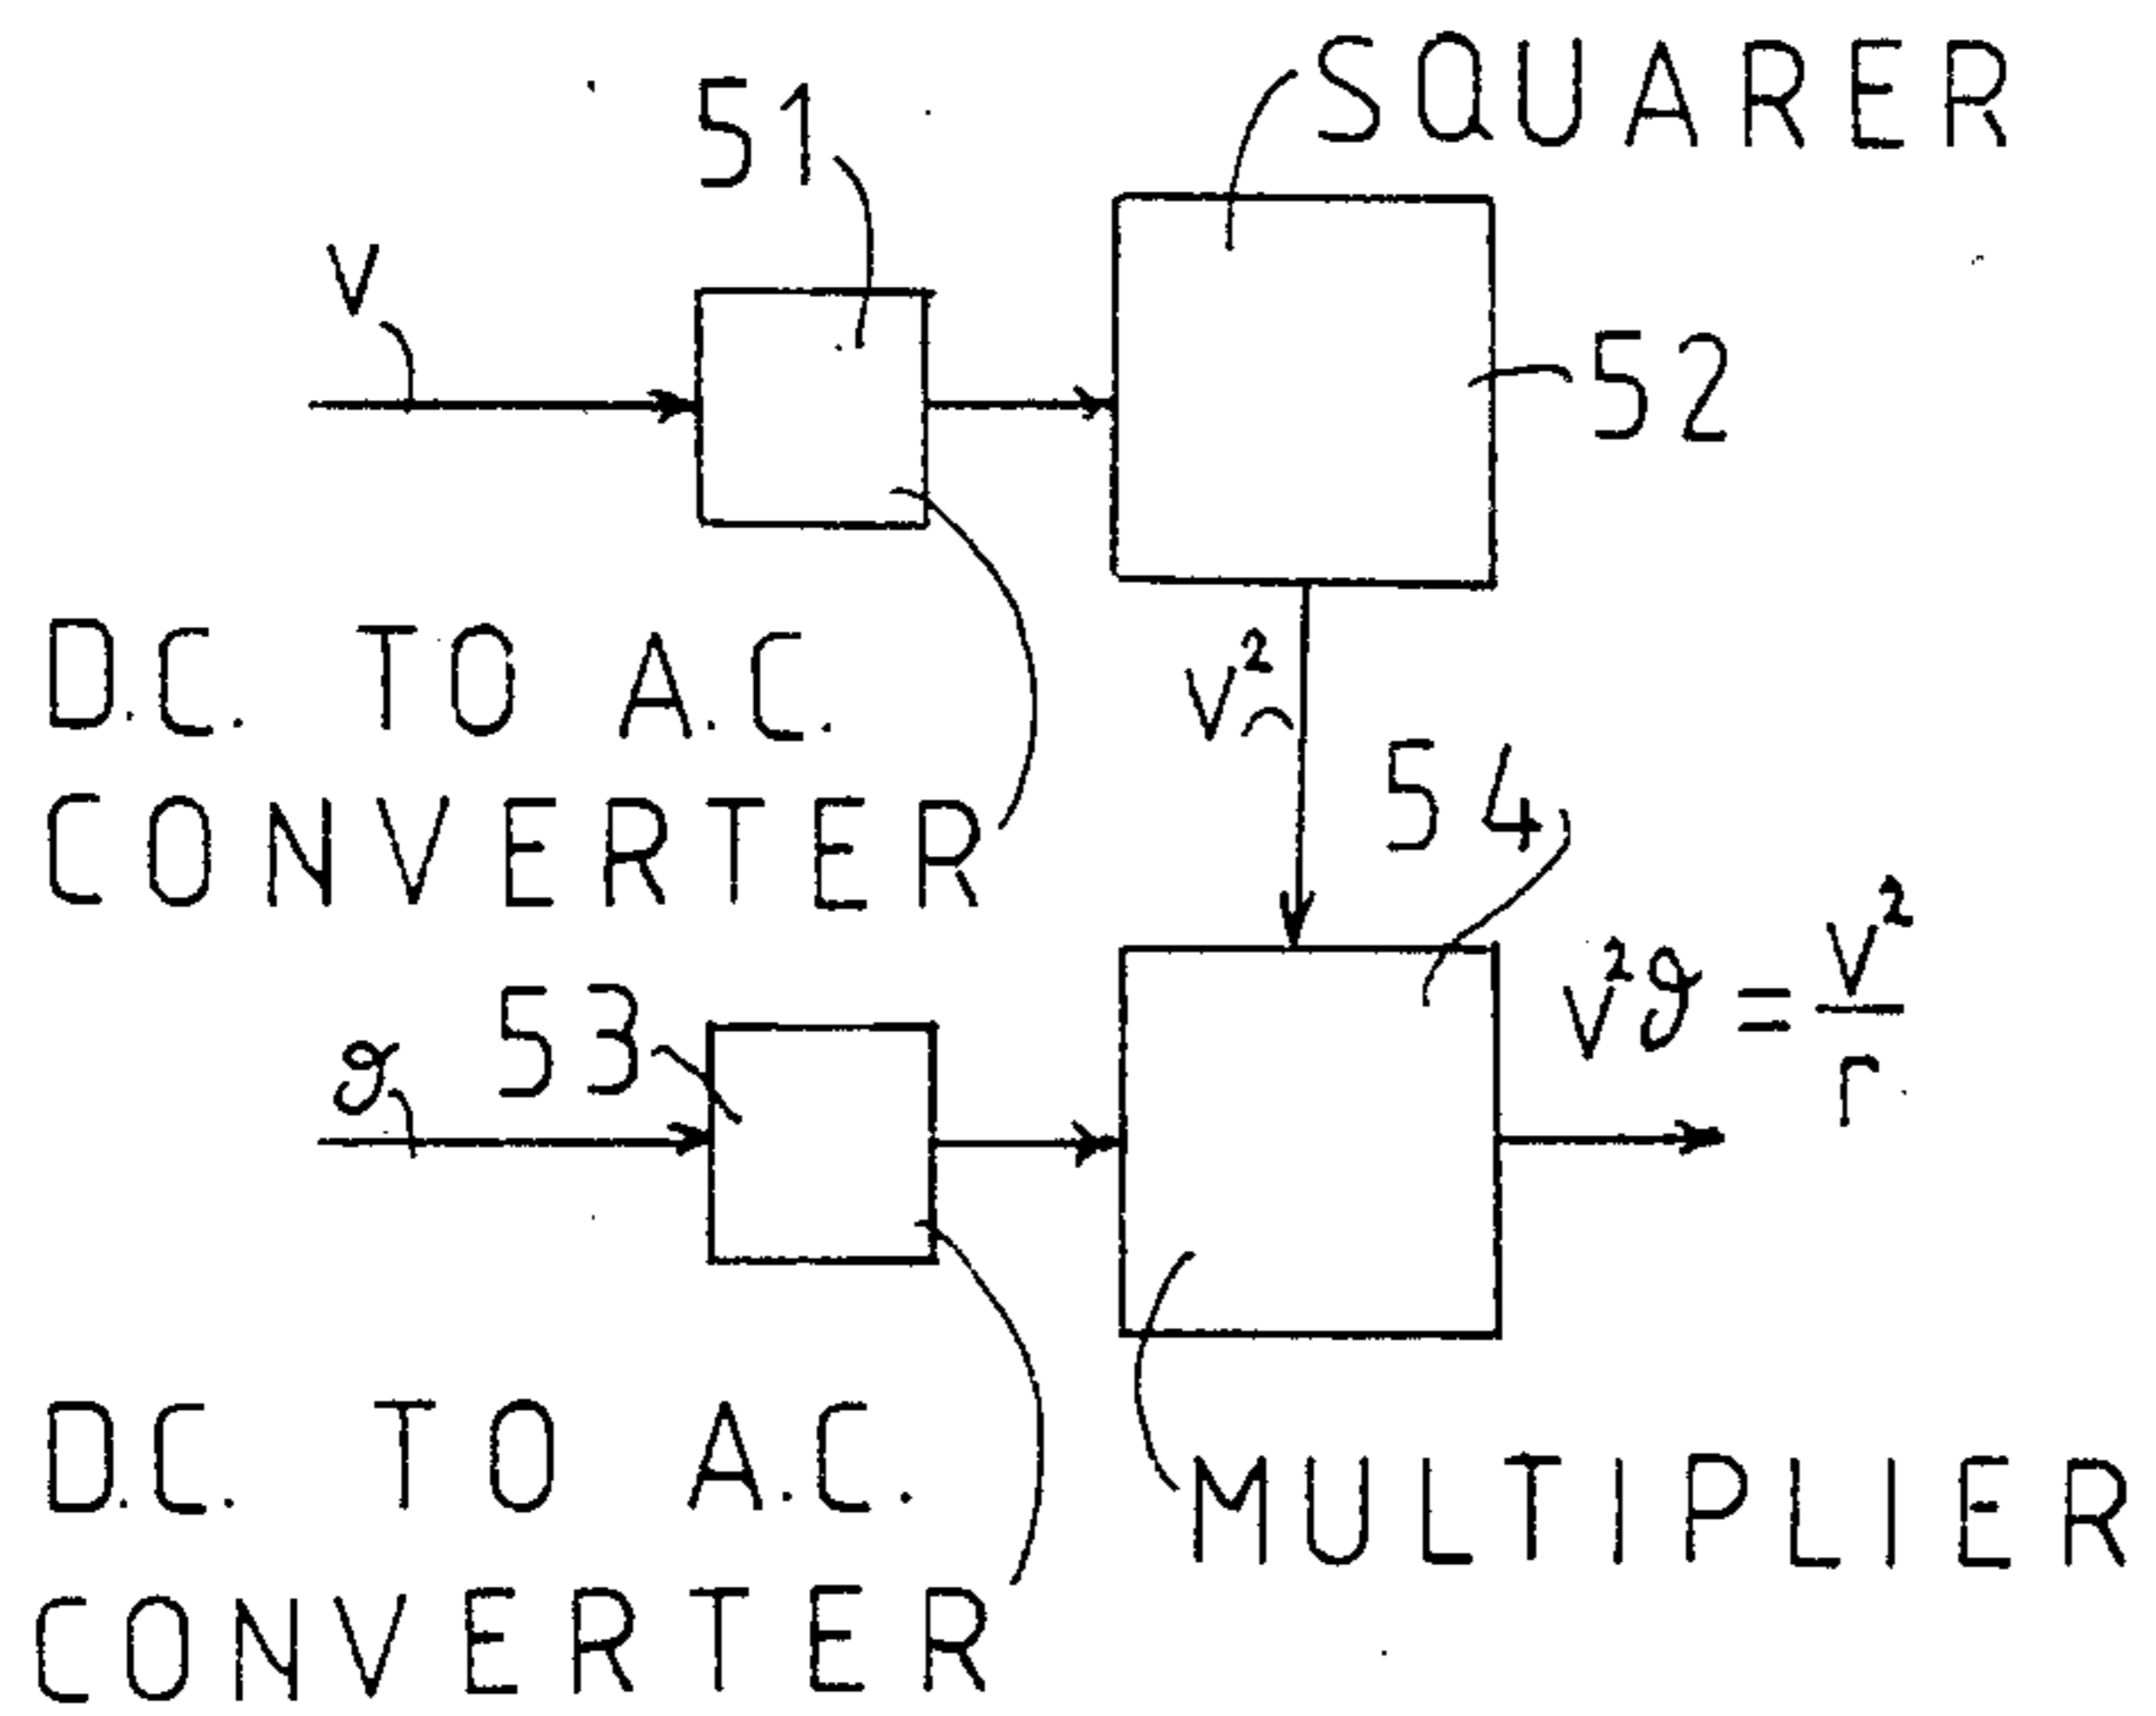 SQUARER
51
v
52
D.C. TO A.C.
CONVERTER
v²
54
53
ϑ
v²ϑ = v²/r
D.C. TO A.C.
CONVERTER
MULTIPLIER